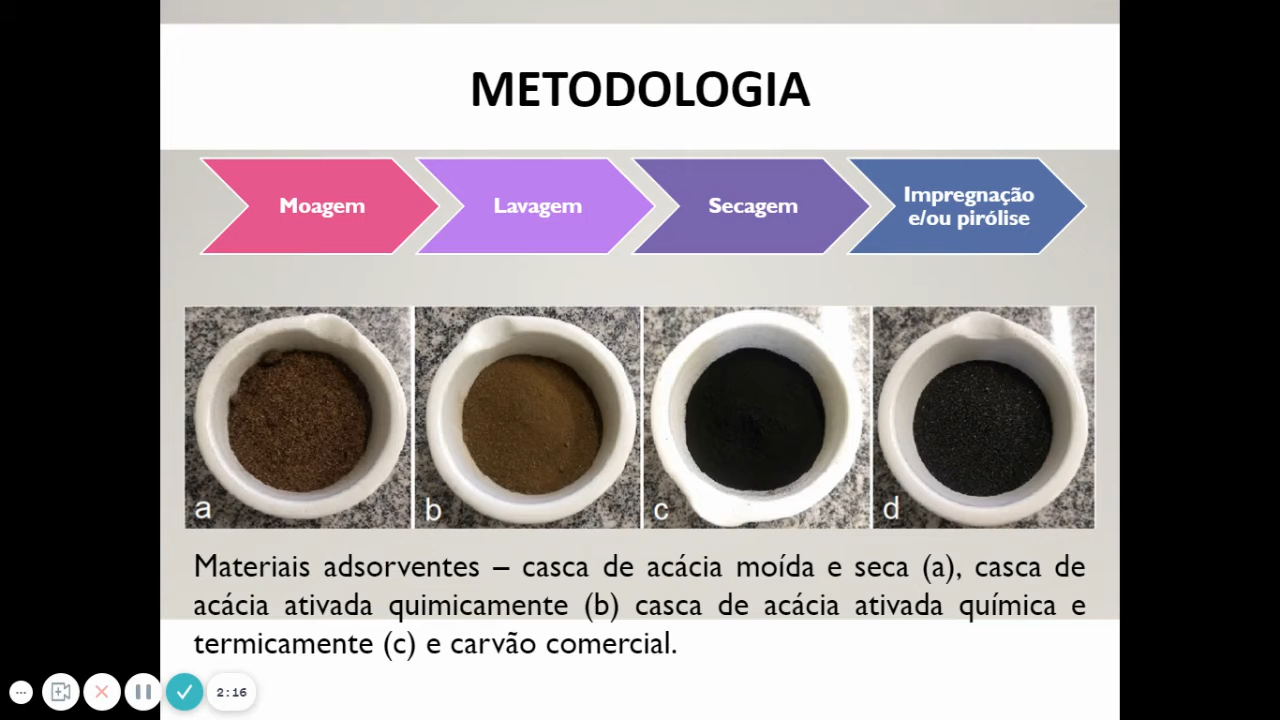 METODOLOGIA
Moagem
Lavagem
Secagem
Impregnação
e/ou pirólise
a
b
c
d
Materiais adsorventes – casca de acácia moída e seca (a), casca de
acácia ativada quimicamente (b) casca de acácia ativada química e
termicamente (c) e carvão comercial.
2:16